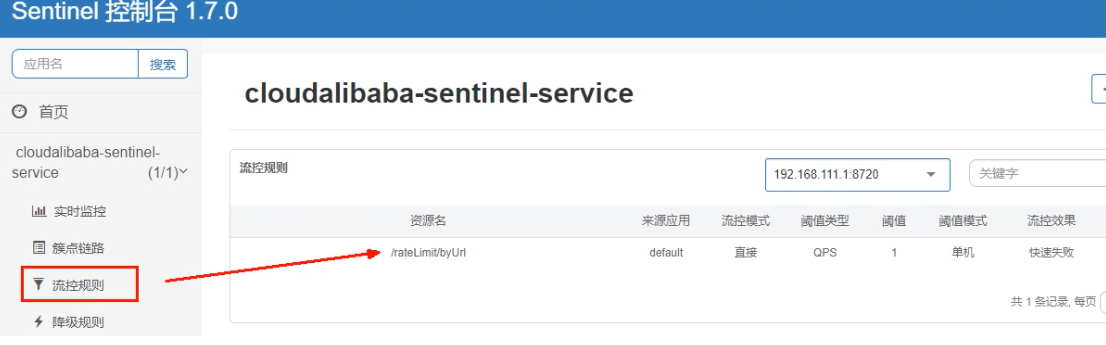 Sentinel 控制台 1.7.0
应用名 搜索
首页
cloudalibaba-sentinel-service (1/1)
实时监控
簇点链路
流控规则
降级规则
cloudalibaba-sentinel-service
流控规则 192.168.111.1:8720 关键字
资源名 来源应用 流控模式 阈值类型 阈值 阈值模式 流控效果
/rateLimit/byUrl default 直接 QPS 1 单机 快速失败
共 1 条记录, 每页